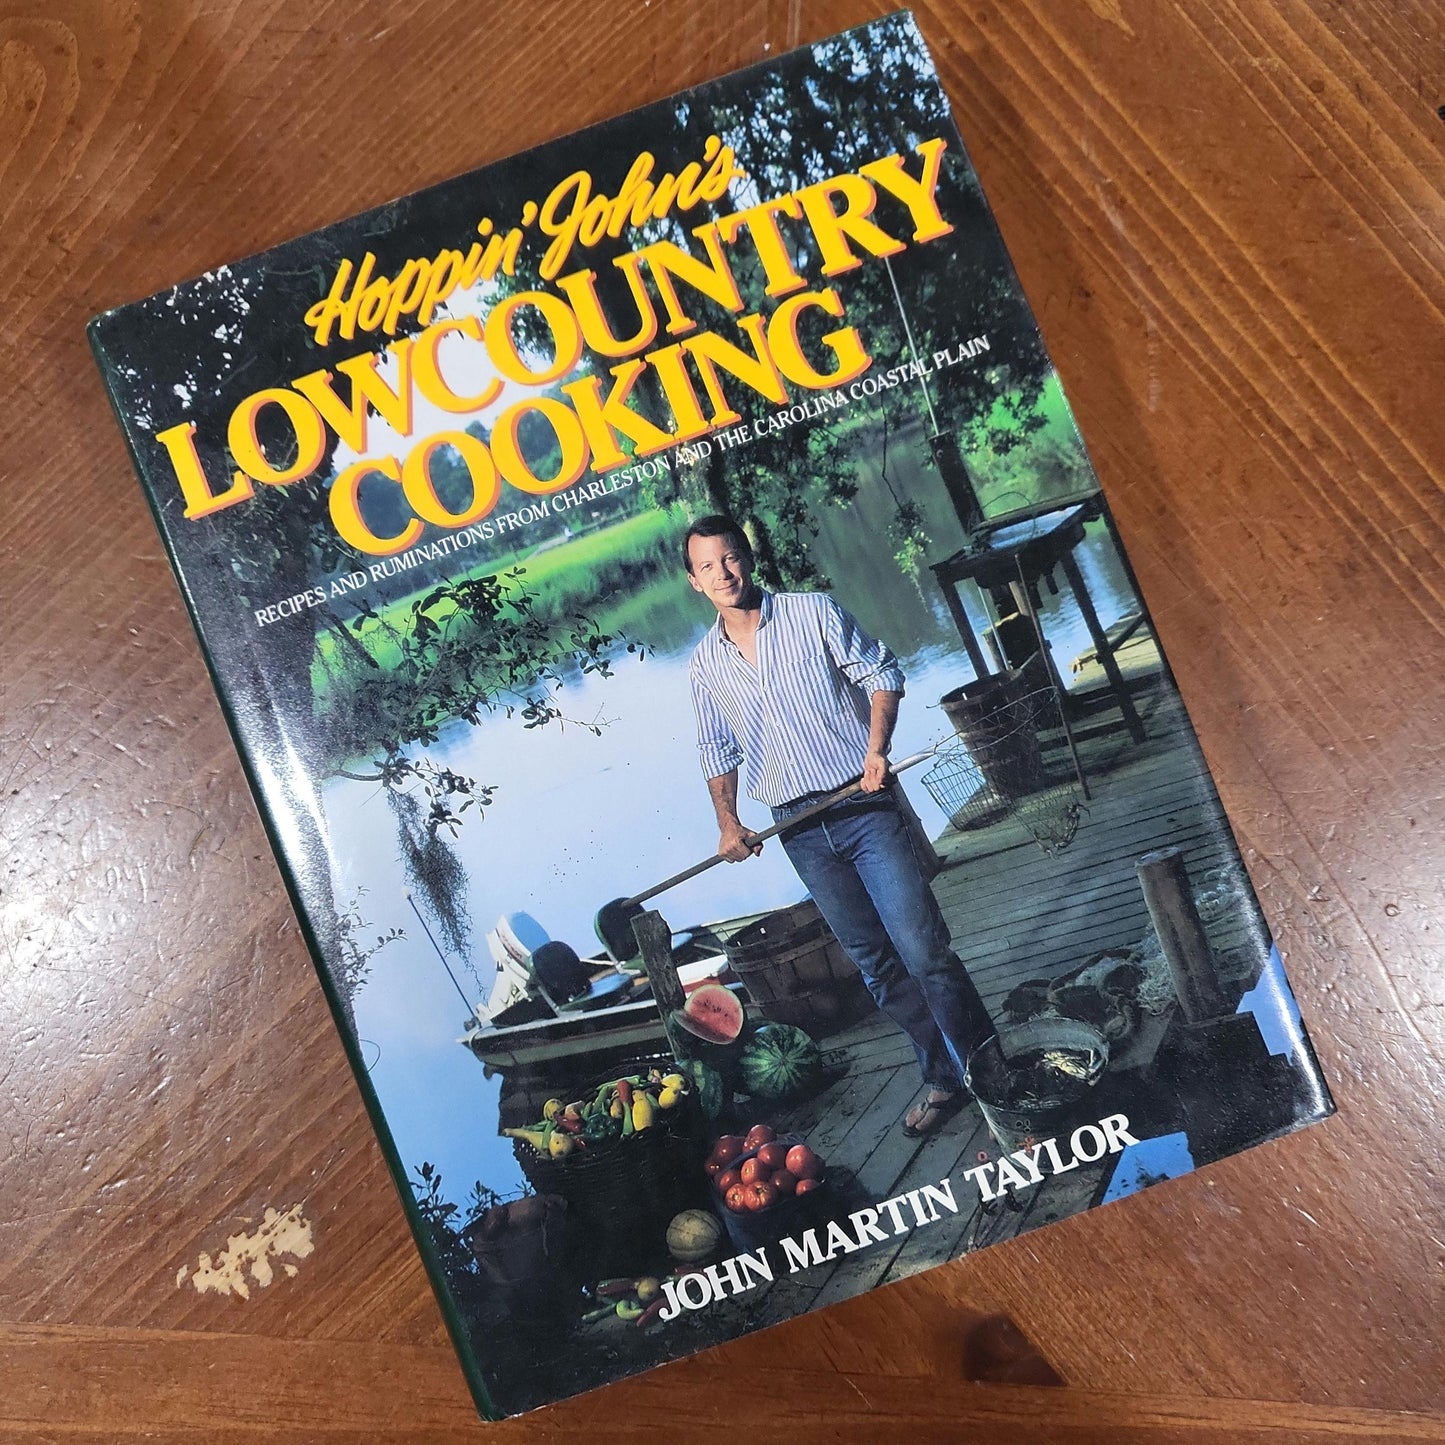 Hoppin' John's
LOWCOUNTRY
COOKING
RECIPES AND RUMINATIONS FROM CHARLESTON AND THE CAROLINA COASTAL PLAIN
JOHN MARTIN TAYLOR